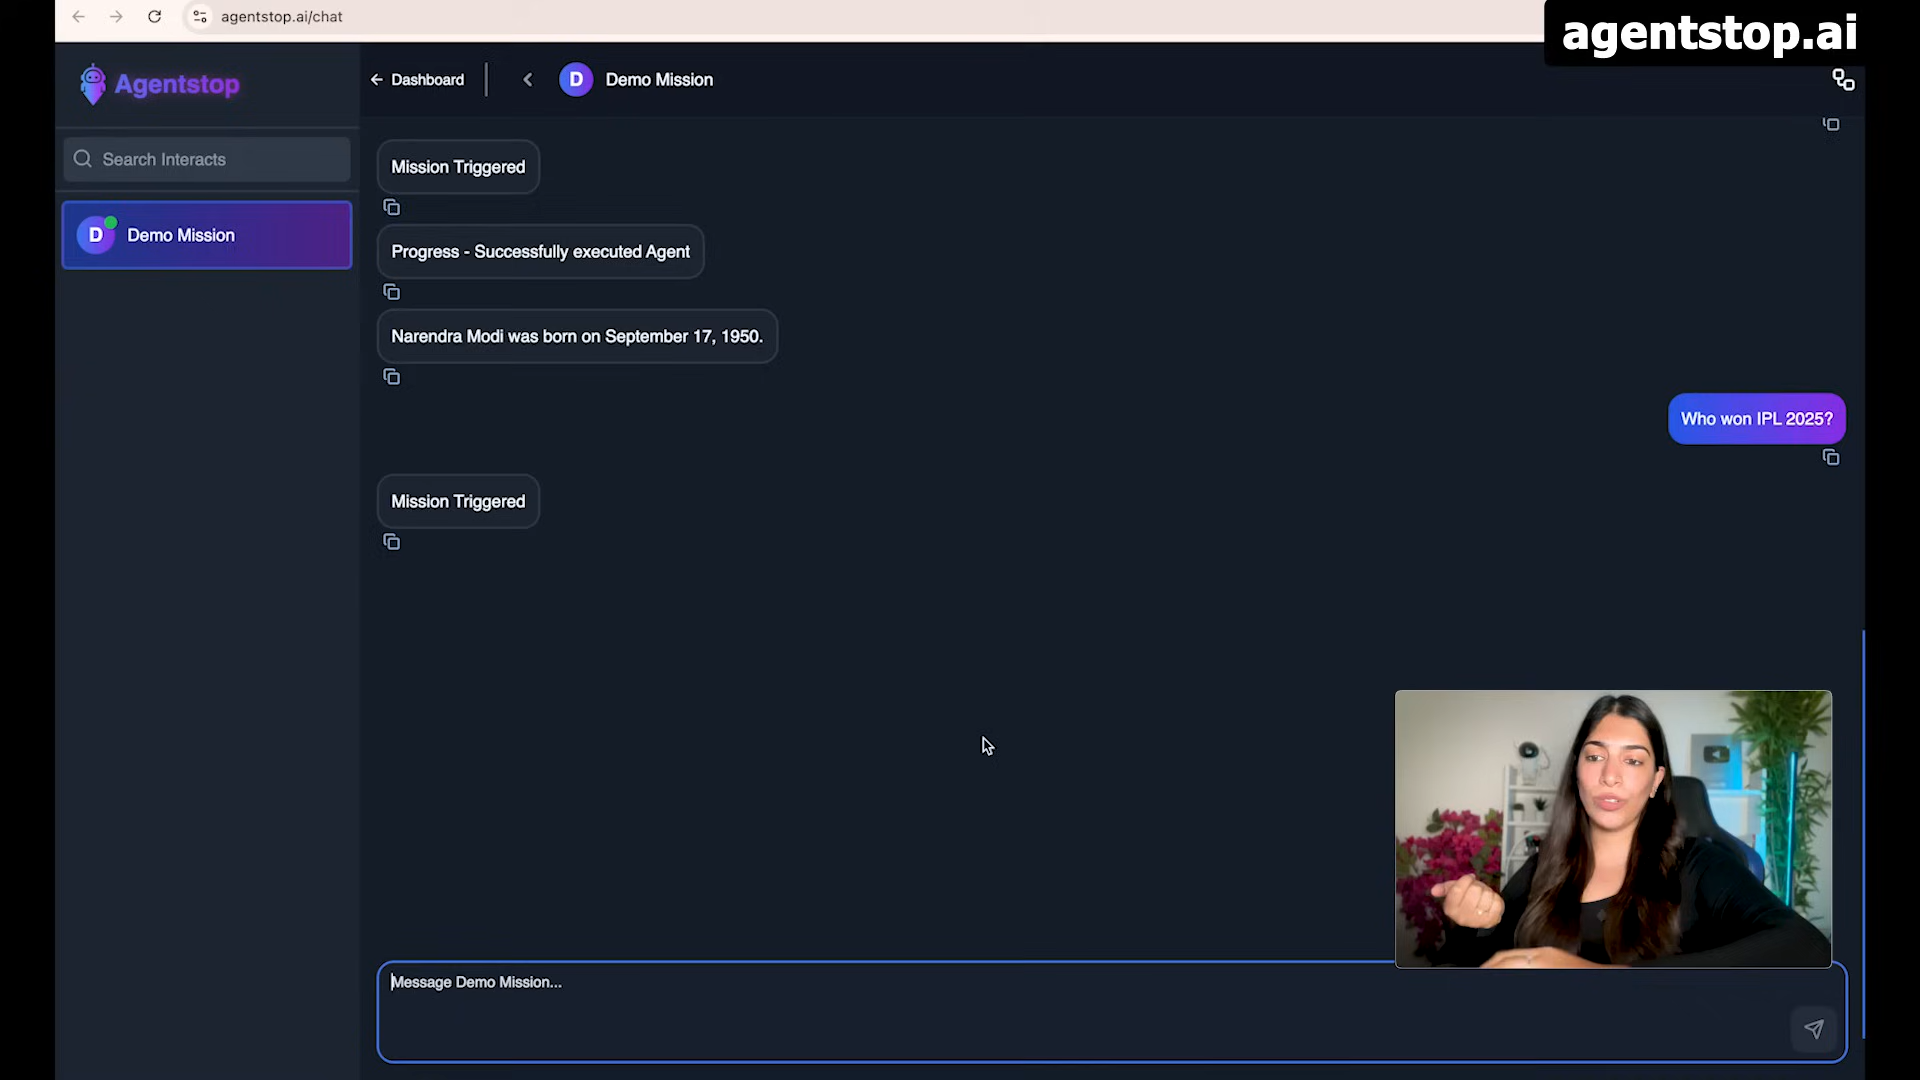 agentstop.ai/chat
agentstop.ai
Agentstop
Dashboard
D
Demo Mission
Search Interacts
D
Demo Mission
Mission Triggered
Progress - Successfully executed Agent
Narendra Modi was born on September 17, 1950.
Who won IPL 2025?
Mission Triggered
Message Demo Mission...